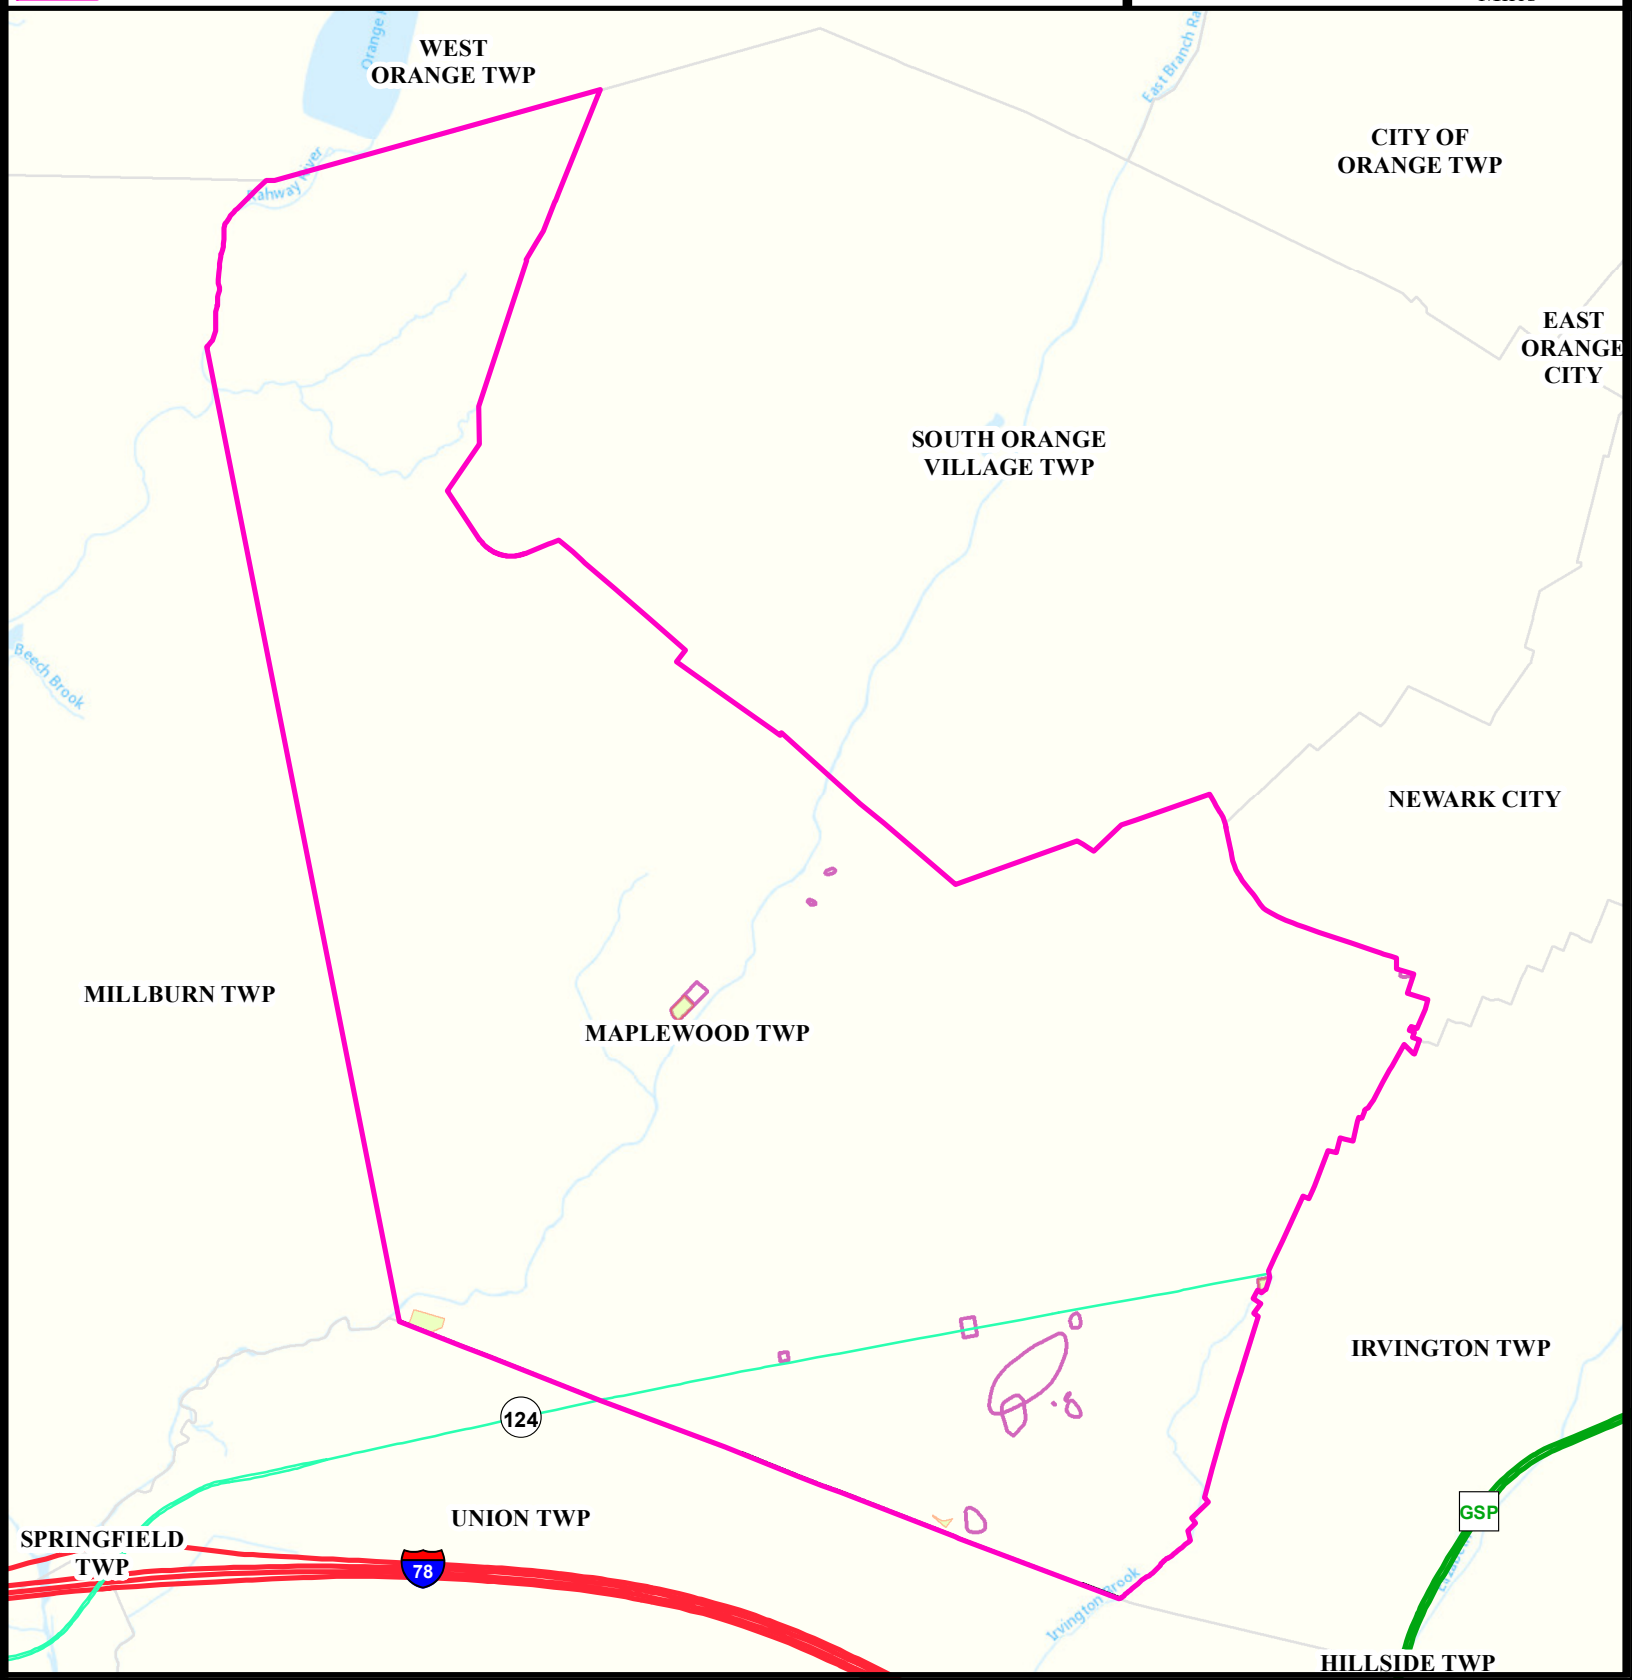 WEST
ORANGE TWP
Orange
East Branch Ra
CITY OF
ORANGE TWP
Rahway River
EAST
ORANGE
CITY
SOUTH ORANGE
VILLAGE TWP
Beech Brook
NEWARK CITY
MILLBURN TWP
MAPLEWOOD TWP
IRVINGTON TWP
124
GSP
UNION TWP
SPRINGFIELD
TWP
78
Irvington Brook
HILLSIDE TWP